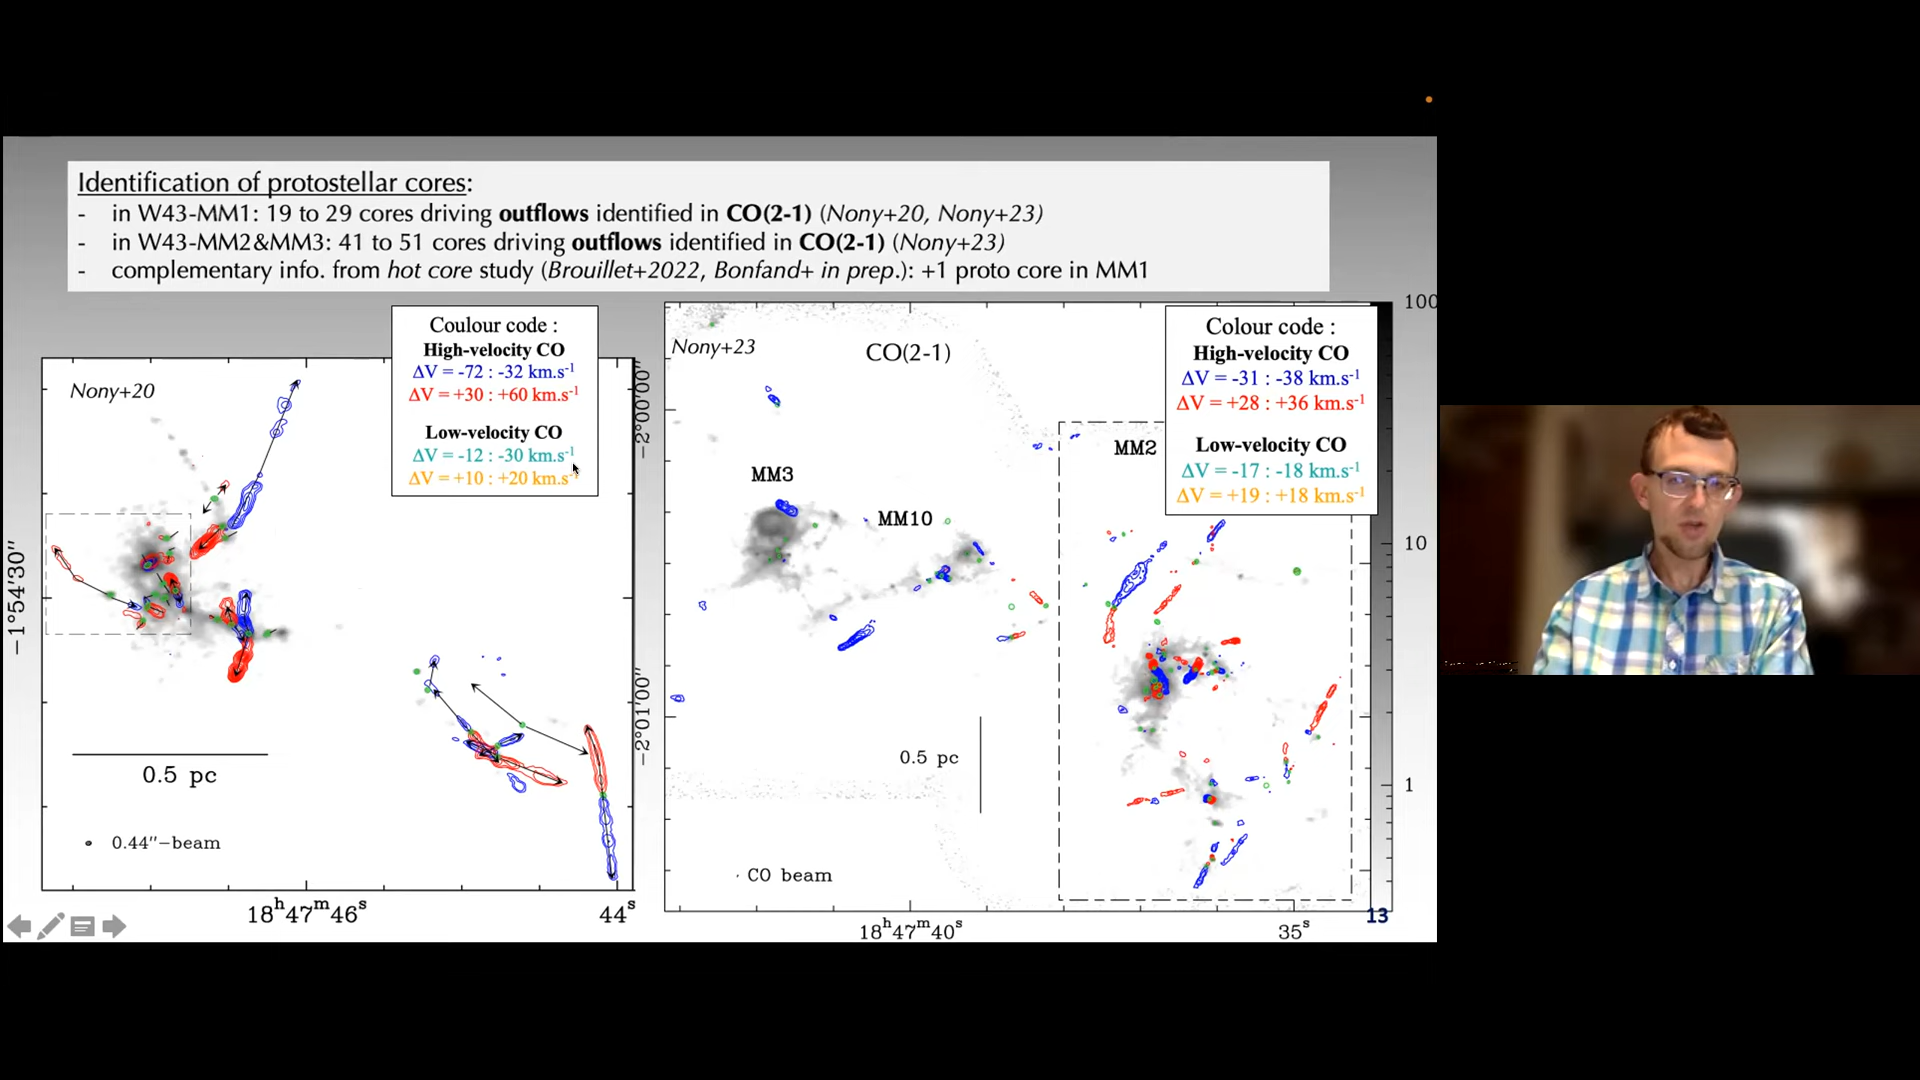 Identification of protostellar cores:
- in W43-MM1: 19 to 29 cores driving outflows identified in CO(2-1) (Nony+20, Nony+23)
- in W43-MM2&MM3: 41 to 51 cores driving outflows identified in CO(2-1) (Nony+23)
- complementary info. from hot core study (Brouillet+2022, Bonfand+ in prep.): +1 proto core in MM1
Nony+20
Coulour code :
High-velocity CO
ΔV = -72 : -32 km.s-1
ΔV = +30 : +60 km.s-1
Low-velocity CO
ΔV = -12 : -30 km.s-1
ΔV = +10 : +20 km.s-1
−1°54′30″
0.5 pc
0.44″−beam
18h47m46s
44s
Nony+23
CO(2-1)
Colour code :
High-velocity CO
ΔV = -31 : -38 km.s-1
ΔV = +28 : +36 km.s-1
Low-velocity CO
ΔV = -17 : -18 km.s-1
ΔV = +19 : +18 km.s-1
MM3
MM10
MM2
−2°00′00″
−2°01′00″
0.5 pc
CO beam
18h47m40s
35s
100
10
1
13